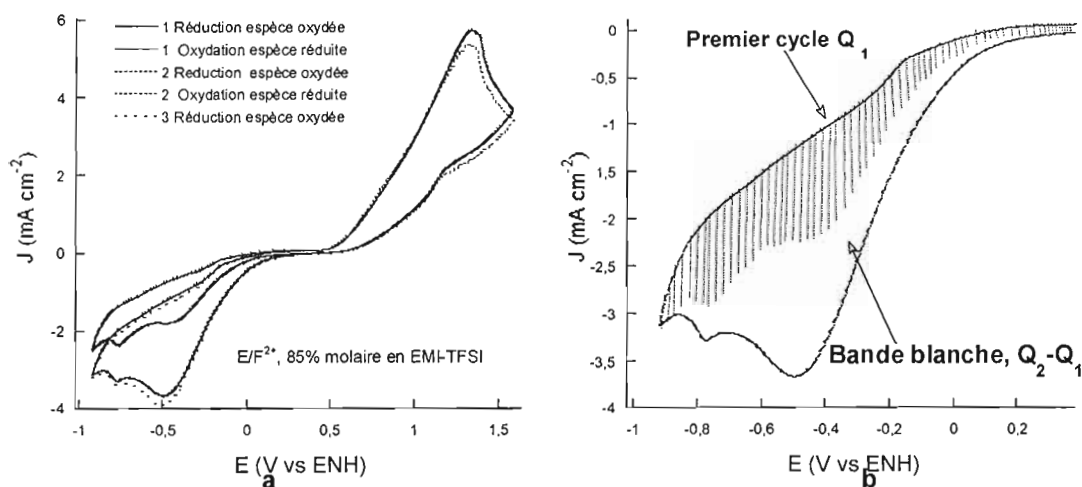 1 Réduction espèce oxydée
1 Oxydation espèce réduite
2 Reduction espèce oxydée
2 Oxydation espèce réduite
3 Réduction espèce oxydée
6
4
2
0
-2
-4
J (mA cm-2)
E/F2+, 85% molaire en EMI-TFSI
-1
-0,5
0
0,5
1
1,5
E (V vs ENH)
a
Premier cycle Q1
Bande blanche, Q2-Q1
0
-0,5
-1
-1,5
-2
-2,5
-3
-3,5
-4
J (mA cm-2)
-1
-0,8
-0,6
-0,4
-0,2
0
0,2
E (V vs ENH)
b